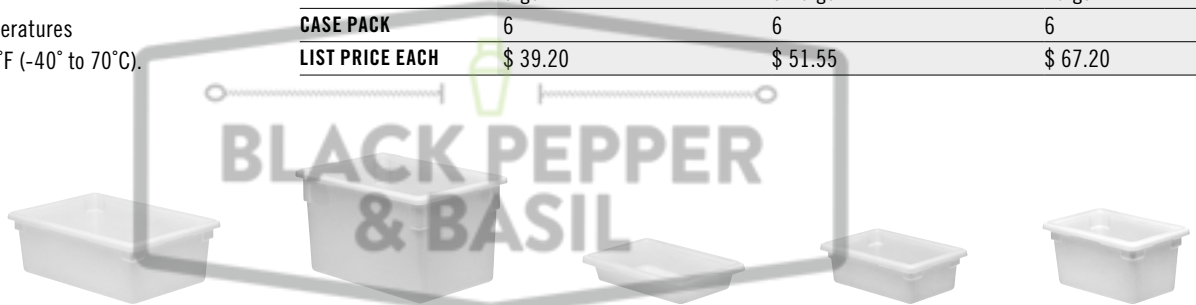 eratures
˚F (-40˚ to 70˚C).
CASE PACK 6 6 6
LIST PRICE EACH $ 39.20 $ 51.55 $ 67.20
BLACK PEPPER
& BASIL